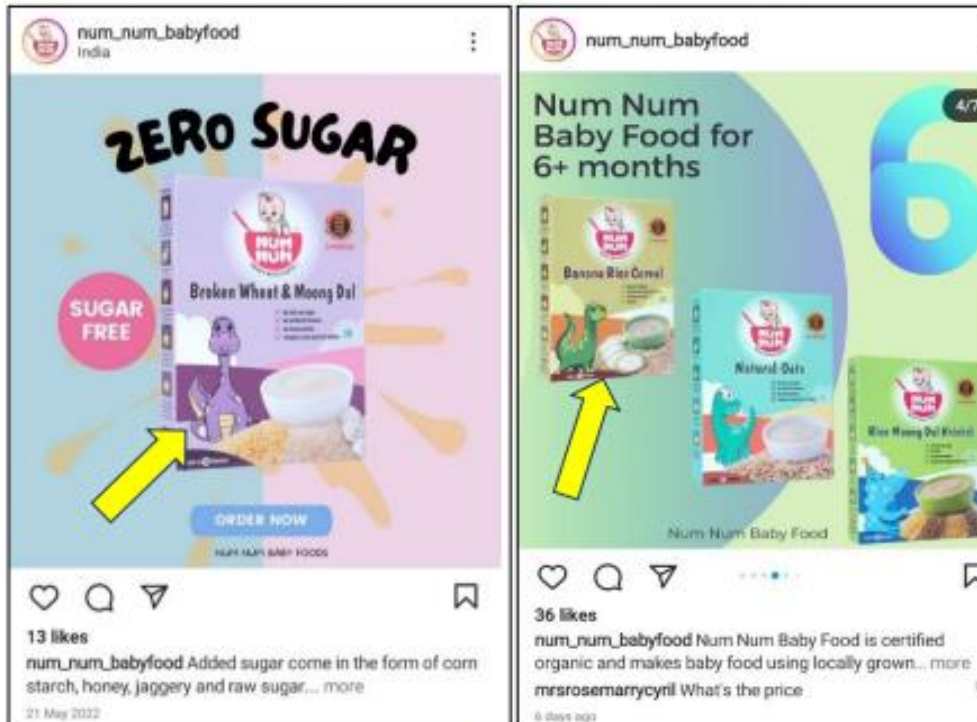 num_num_babyfood
India
ZERO SUGAR
SUGAR
FREE
NUM
NUM
Broken Wheat & Moong Dal
ORDER NOW
NUM NUM BABY FOODS
13 likes
num_num_babyfood Added sugar come in the form of corn
starch, honey, jaggery and raw sugar... more
21 May 2022
num_num_babyfood
Num Num
Baby Food for
6+ months
6
NUM
NUM
Banana Rice Cereal
NUM
NUM
Natural Oats
NUM
NUM
Rice Moong Dal Khichdi
Num Num Baby Food
36 likes
num_num_babyfood Num Num Baby Food is certified
organic and makes baby food using locally grown... more
mrsrosemarrycyril What's the price
6 days ago